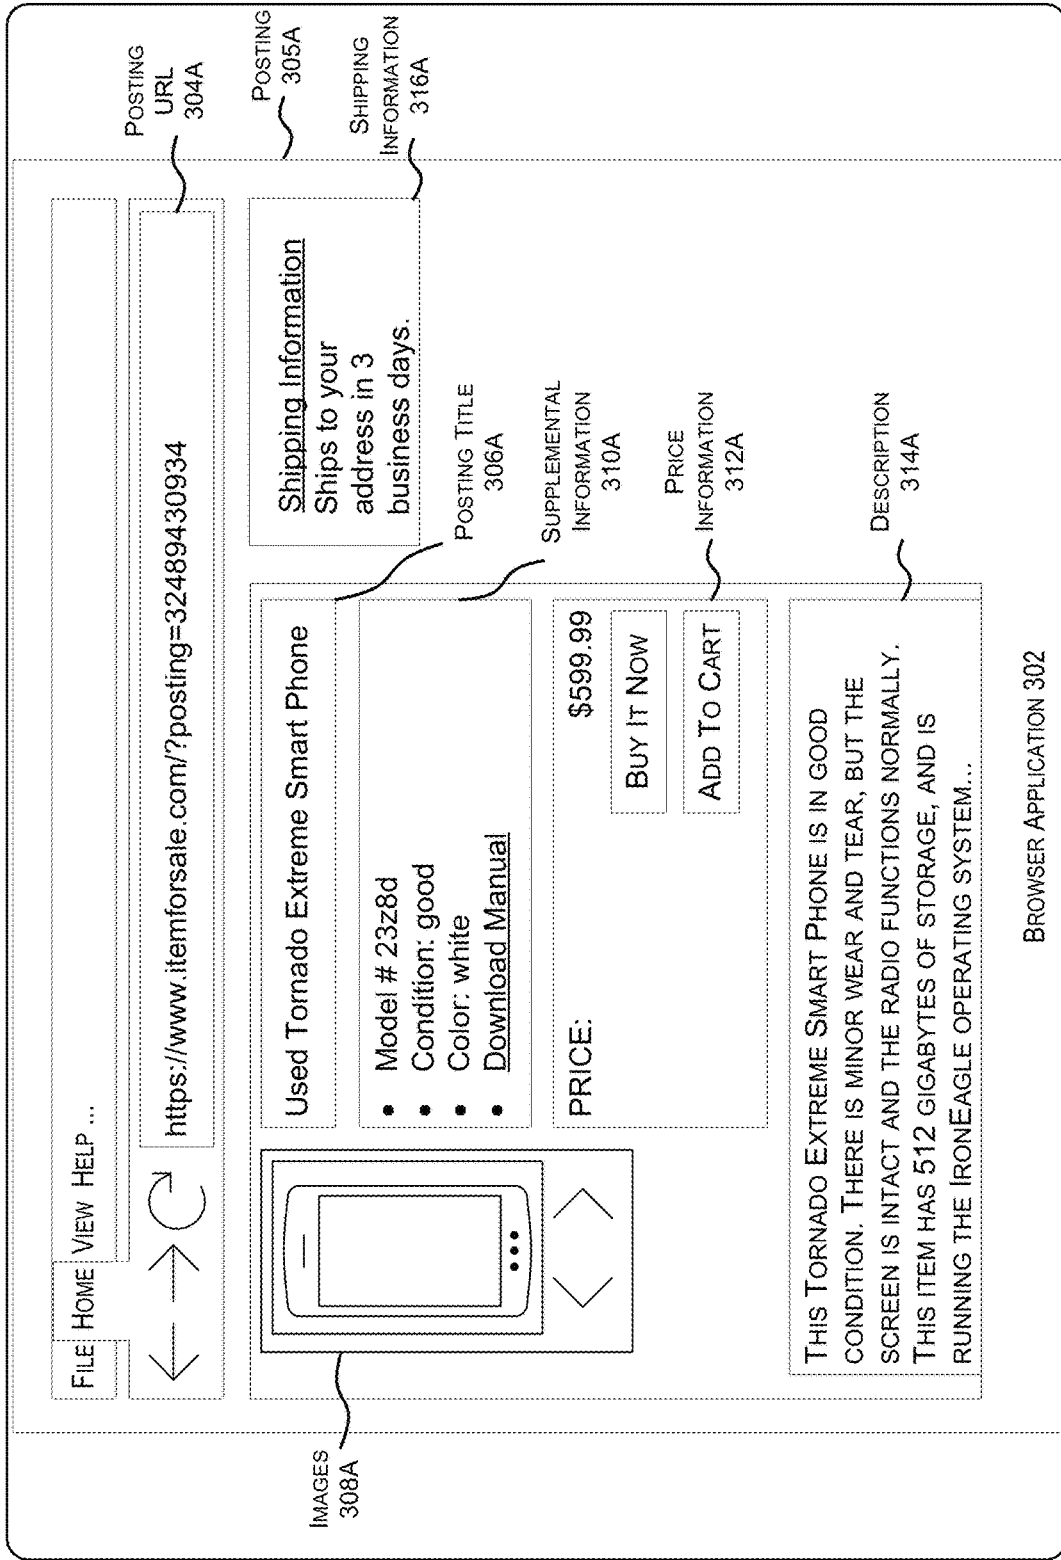 FILE HOME VIEW HELP ...
https://www.itemforsale.com/?posting=32489430934
POSTING
URL
304A
POSTING
305A
Shipping Information
Ships to your
address in 3
business days.
SHIPPING
INFORMATION
316A
IMAGES
308A
Used Tornado Extreme Smart Phone
POSTING TITLE
306A
• Model # 23z8d
• Condition: good
• Color: white
• Download Manual
SUPPLEMENTAL
INFORMATION
310A
PRICE: $599.99
BUY IT NOW
ADD TO CART
PRICE
INFORMATION
312A
THIS TORNADO EXTREME SMART PHONE IS IN GOOD
CONDITION. THERE IS MINOR WEAR AND TEAR, BUT THE
SCREEN IS INTACT AND THE RADIO FUNCTIONS NORMALLY.
THIS ITEM HAS 512 GIGABYTES OF STORAGE, AND IS
RUNNING THE IRONEAGLE OPERATING SYSTEM...
DESCRIPTION
314A
BROWSER APPLICATION 302